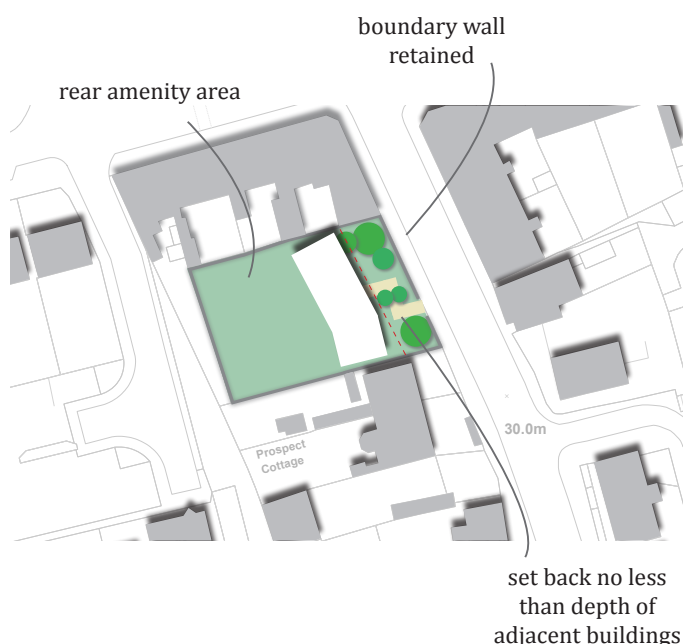 boundary wall
retained
rear amenity area
30.0m
Prospect
Cottage
set back no less
than depth of
adjacent buildings